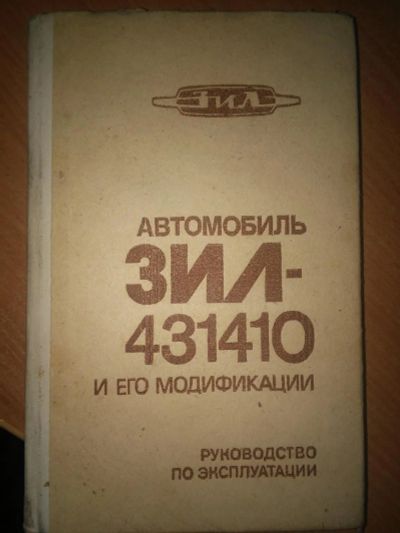 ЗИЛ
АВТОМОБИЛЬ
ЗИЛ-
431410
И ЕГО МОДИФИКАЦИИ
РУКОВОДСТВО
ПО ЭКСПЛУАТАЦИИ